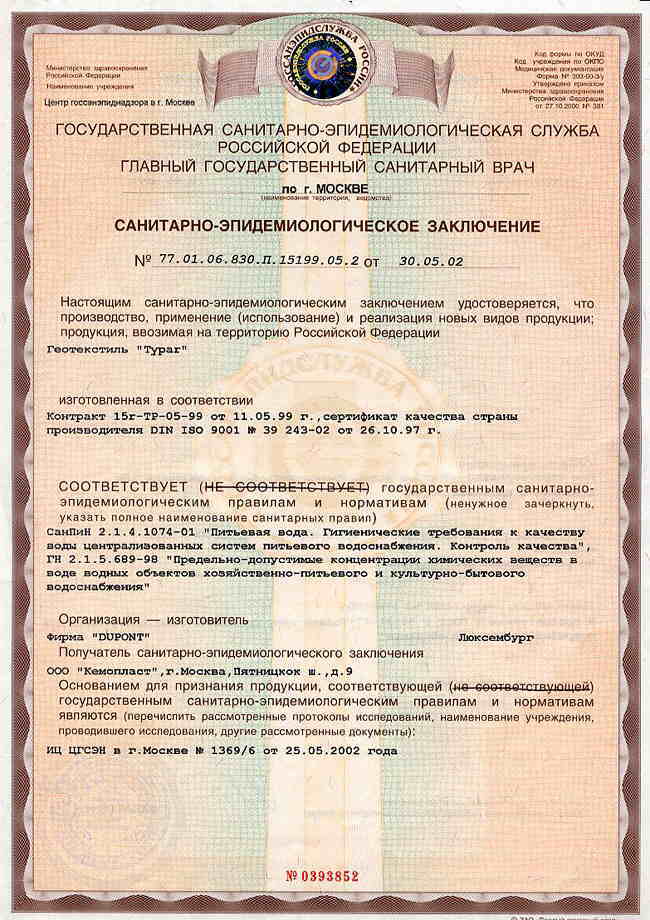 ГОССАНЭПИДСЛУЖБА РОССИИ
Министерство здравоохранения
Российской Федерации
Наименование учреждения
Центр госсанэпиднадзора в г. Москве
Код формы по ОКУД
Код учреждения по ОКПО
Медицинская документация
Форма № 303-00-3/у
Утверждена приказом
Министерства здравоохранения
Российской Федерации
от 27.10.2000 № 381
ГОСУДАРСТВЕННАЯ САНИТАРНО-ЭПИДЕМИОЛОГИЧЕСКАЯ СЛУЖБА
РОССИЙСКОЙ ФЕДЕРАЦИИ
ГЛАВНЫЙ ГОСУДАРСТВЕННЫЙ САНИТАРНЫЙ ВРАЧ
по г. МОСКВЕ
(наименование территории, ведомства)
САНИТАРНО-ЭПИДЕМИОЛОГИЧЕСКОЕ ЗАКЛЮЧЕНИЕ
№ 77.01.06.830.П.15199.05.2 от 30.05.02
Настоящим санитарно-эпидемиологическим заключением удостоверяется, что
производство, применение (использование) и реализация новых видов продукции;
продукция, ввозимая на территорию Российской Федерации
Геотекстиль "Typar"
изготовленная в соответствии
Контракт 15г-ТР-05-99 от 11.05.99 г.,сертификат качества страны
производителя DIN ISO 9001 № 39 243-02 от 26.10.97 г.
СООТВЕТСТВУЕТ (НЕ СООТВЕТСТВУЕТ) государственным санитарно-
эпидемиологическим правилам и нормативам (ненужное зачеркнуть,
указать полное наименование санитарных правил)
СанПиН 2.1.4.1074-01 "Питьевая вода. Гигиенические требования к качеству
воды централизованных систем питьевого водоснабжения. Контроль качества",
ГН 2.1.5.689-98 "Предельно-допустимые концентрации химических веществ в
воде водных объектов хозяйственно-питьевого и культурно-бытового
водоснабжения"
Организация — изготовитель
Фирма "DUPONT" Люксембург
Получатель санитарно-эпидемиологического заключения
ООО "Кемопласт",г.Москва,Пятницкок ш.,д.9
Основанием для признания продукции, соответствующей (не соответствующей)
государственным санитарно-эпидемиологическим правилам и нормативам
являются (перечислить рассмотренные протоколы исследований, наименование учреждения,
проводившего исследования, другие рассмотренные документы):
ИЦ ЦГСЭН в г.Москве № 1369/6 от 25.05.2002 года
№ 0393852